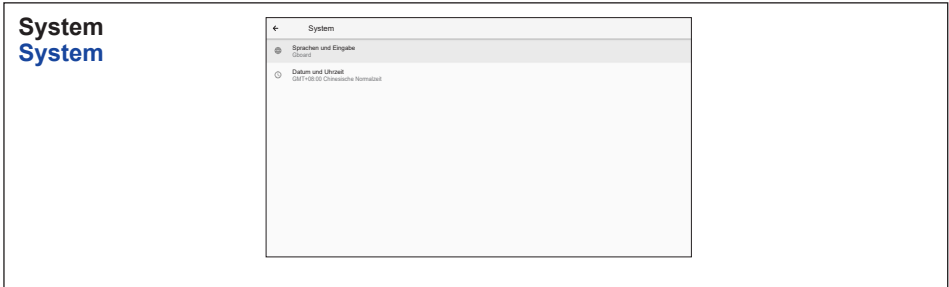 System
System
← System
Sprachen und Eingabe
Gboard
Datum und Uhrzeit
GMT+08:00 Chinesische Normalzeit